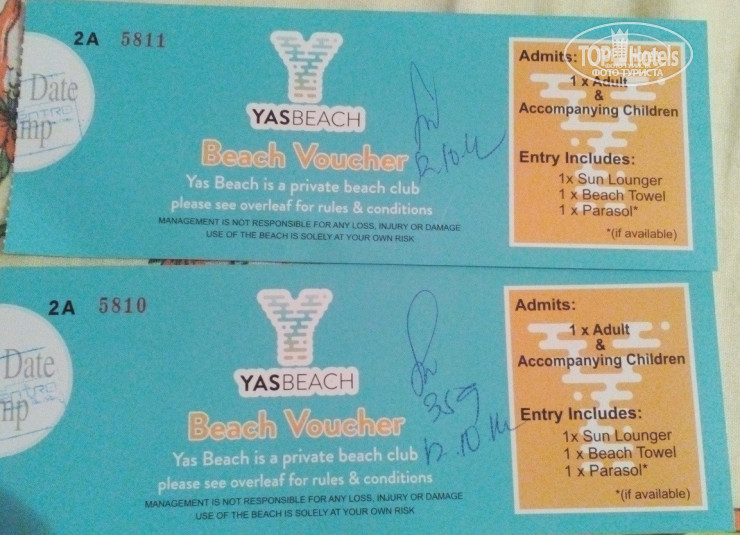 2A 5811
Date
YASBEACH
Beach Voucher
Yas Beach is a private beach club
please see overleaf for rules & conditions
MANAGEMENT IS NOT RESPONSIBLE FOR ANY LOSS, INJURY OR DAMAGE
USE OF THE BEACH IS SOLELY AT YOUR OWN RISK
Admits:
1 x Adult
&
Accompanying Children
Entry Includes:
1x Sun Lounger
1 x Beach Towel
1 x Parasol*
*(if available)
TOP Hotels
ФОТО ТУРИСТА
2A 5810
Date
YASBEACH
Beach Voucher
Yas Beach is a private beach club
please see overleaf for rules & conditions
MANAGEMENT IS NOT RESPONSIBLE FOR ANY LOSS, INJURY OR DAMAGE
USE OF THE BEACH IS SOLELY AT YOUR OWN RISK
359
12.10.14
Admits:
1 x Adult
&
Accompanying Children
Entry Includes:
1x Sun Lounger
1 x Beach Towel
1 x Parasol*
*(if available)